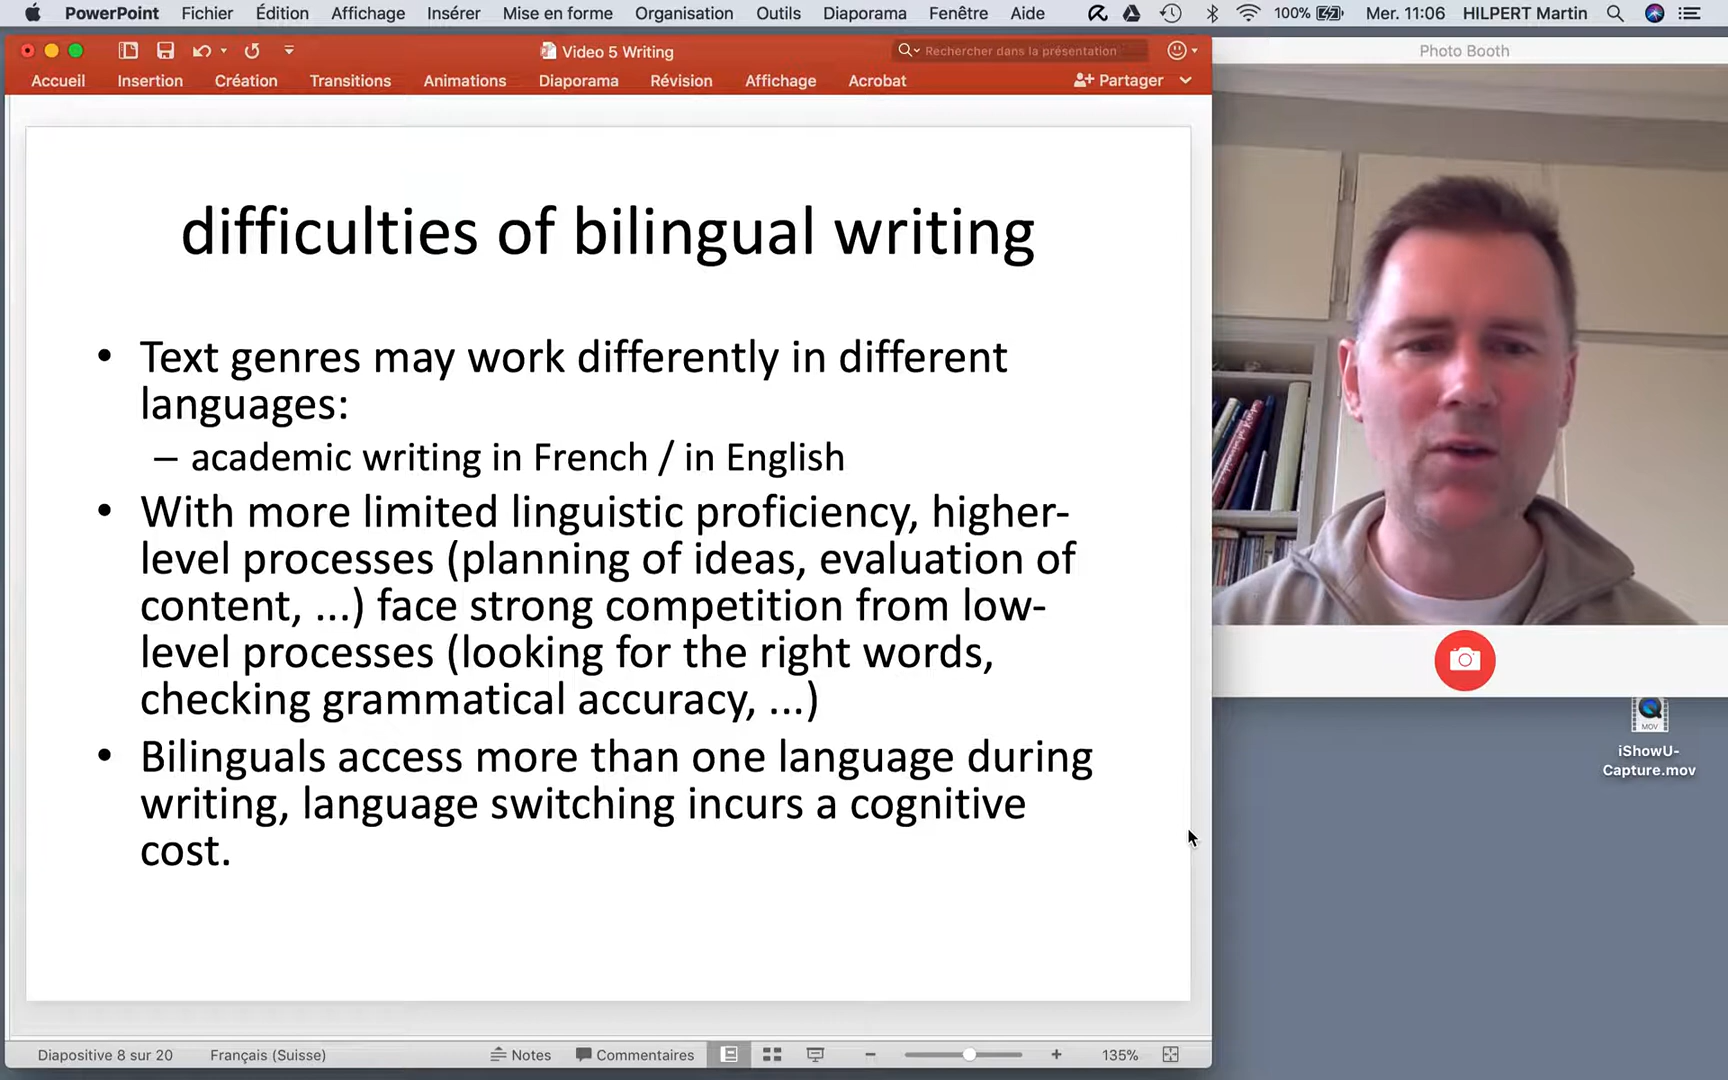 PowerPoint Fichier Édition Affichage Insérer Mise en forme Organisation Outils Diaporama Fenêtre Aide 100% Mer. 11:06 HILPERT Martin
Video 5 Writing
Rechercher dans la présentation
Photo Booth
Accueil Insertion Création Transitions Animations Diaporama Révision Affichage Acrobat Partager
difficulties of bilingual writing
• Text genres may work differently in different
languages:
– academic writing in French / in English
• With more limited linguistic proficiency, higher-
level processes (planning of ideas, evaluation of
content, ...) face strong competition from low-
level processes (looking for the right words,
checking grammatical accuracy, ...)
• Bilinguals access more than one language during
writing, language switching incurs a cognitive
cost.
MOV
iShowU-
Capture.mov
Diapositive 8 sur 20 Français (Suisse) Notes Commentaires 135%